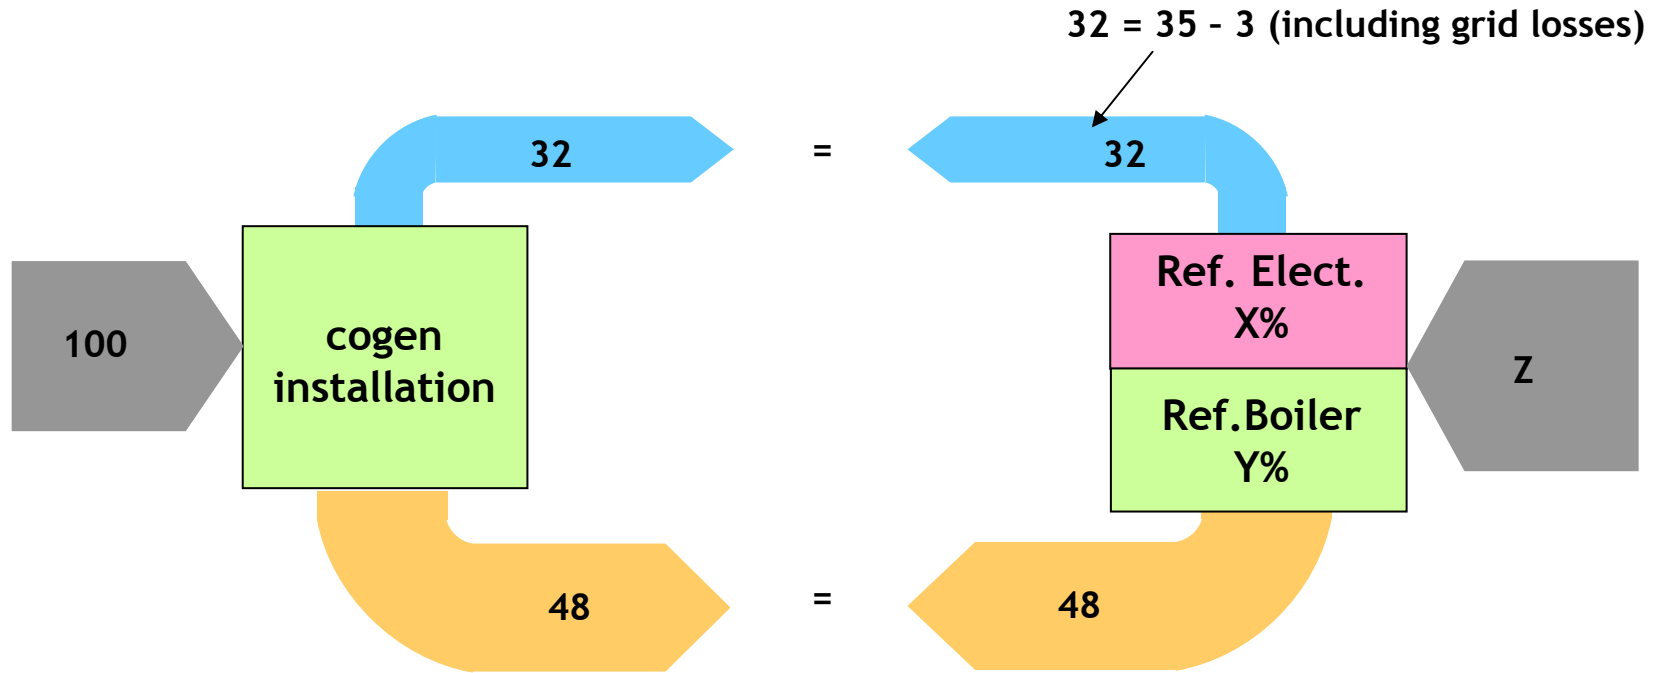 32 = 35 – 3 (including grid losses)
32
=
32
100
cogen
installation
Ref. Elect.
X%
Ref.Boiler
Y%
Z
48
=
48